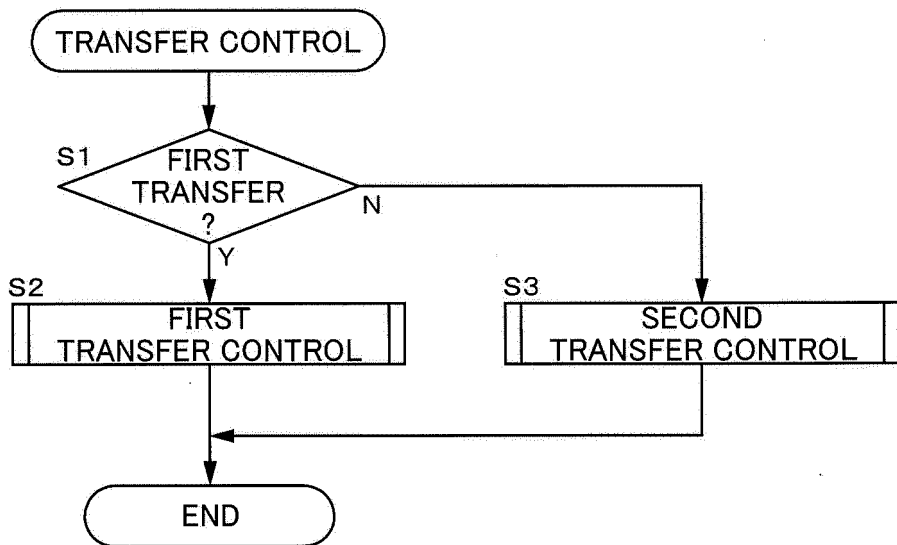 TRANSFER CONTROL
S1
FIRST
TRANSFER
?
N
Y
S2
FIRST
TRANSFER CONTROL
S3
SECOND
TRANSFER CONTROL
END